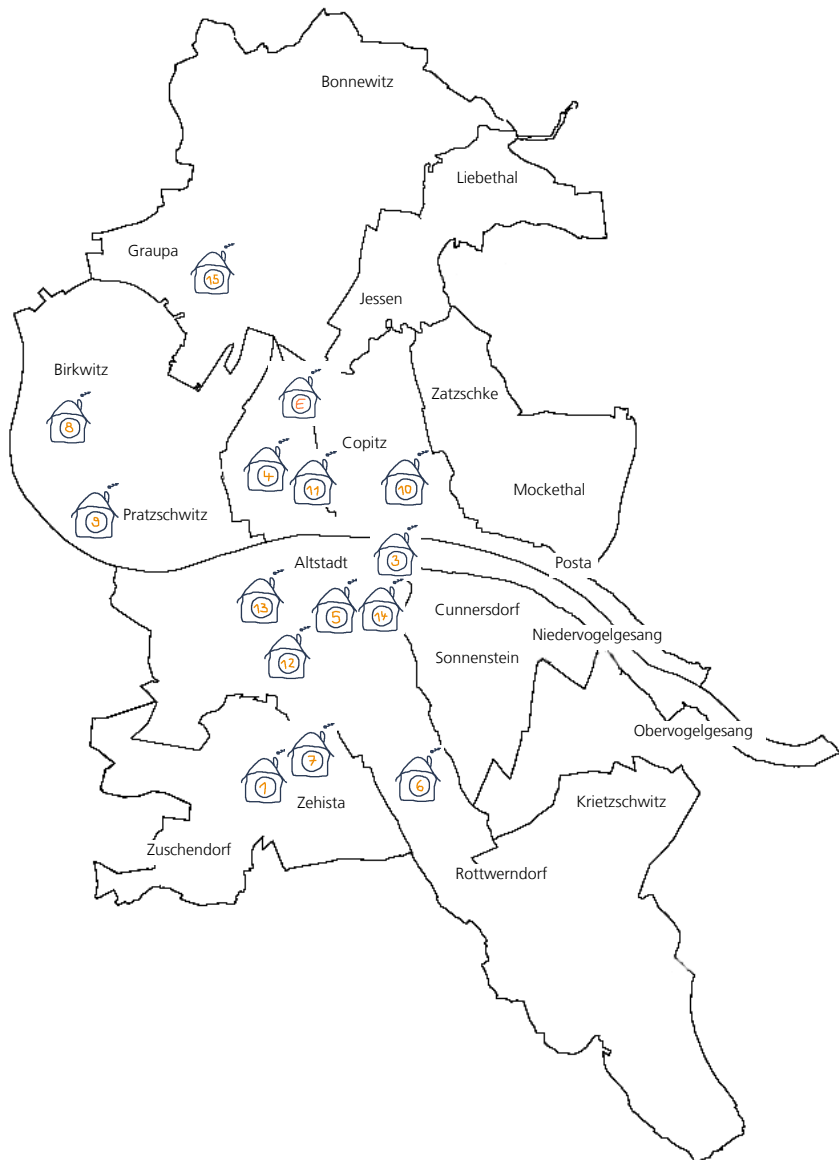 Bonnewitz
Liebethal
Graupa
15
Jessen
Birkwitz
Zatzschke
8
E
Copitz
4
11
10
Mockethal
9
Pratzschwitz
Altstadt
3
Posta
13
5
14
Cunnersdorf
Niedervogelgesang
12
Sonnenstein
Obervogelgesang
7
1
6
Zehista
Krietzschwitz
Zuschendorf
Rottwerndorf